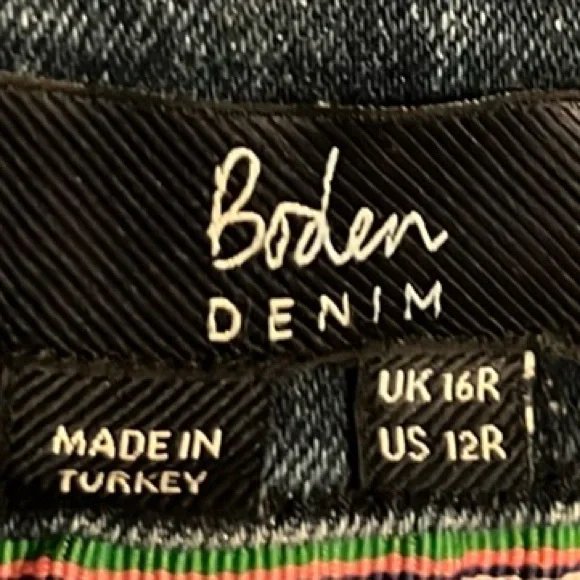 Boden
DENIM
MADE IN
TURKEY
UK 16R
US 12R